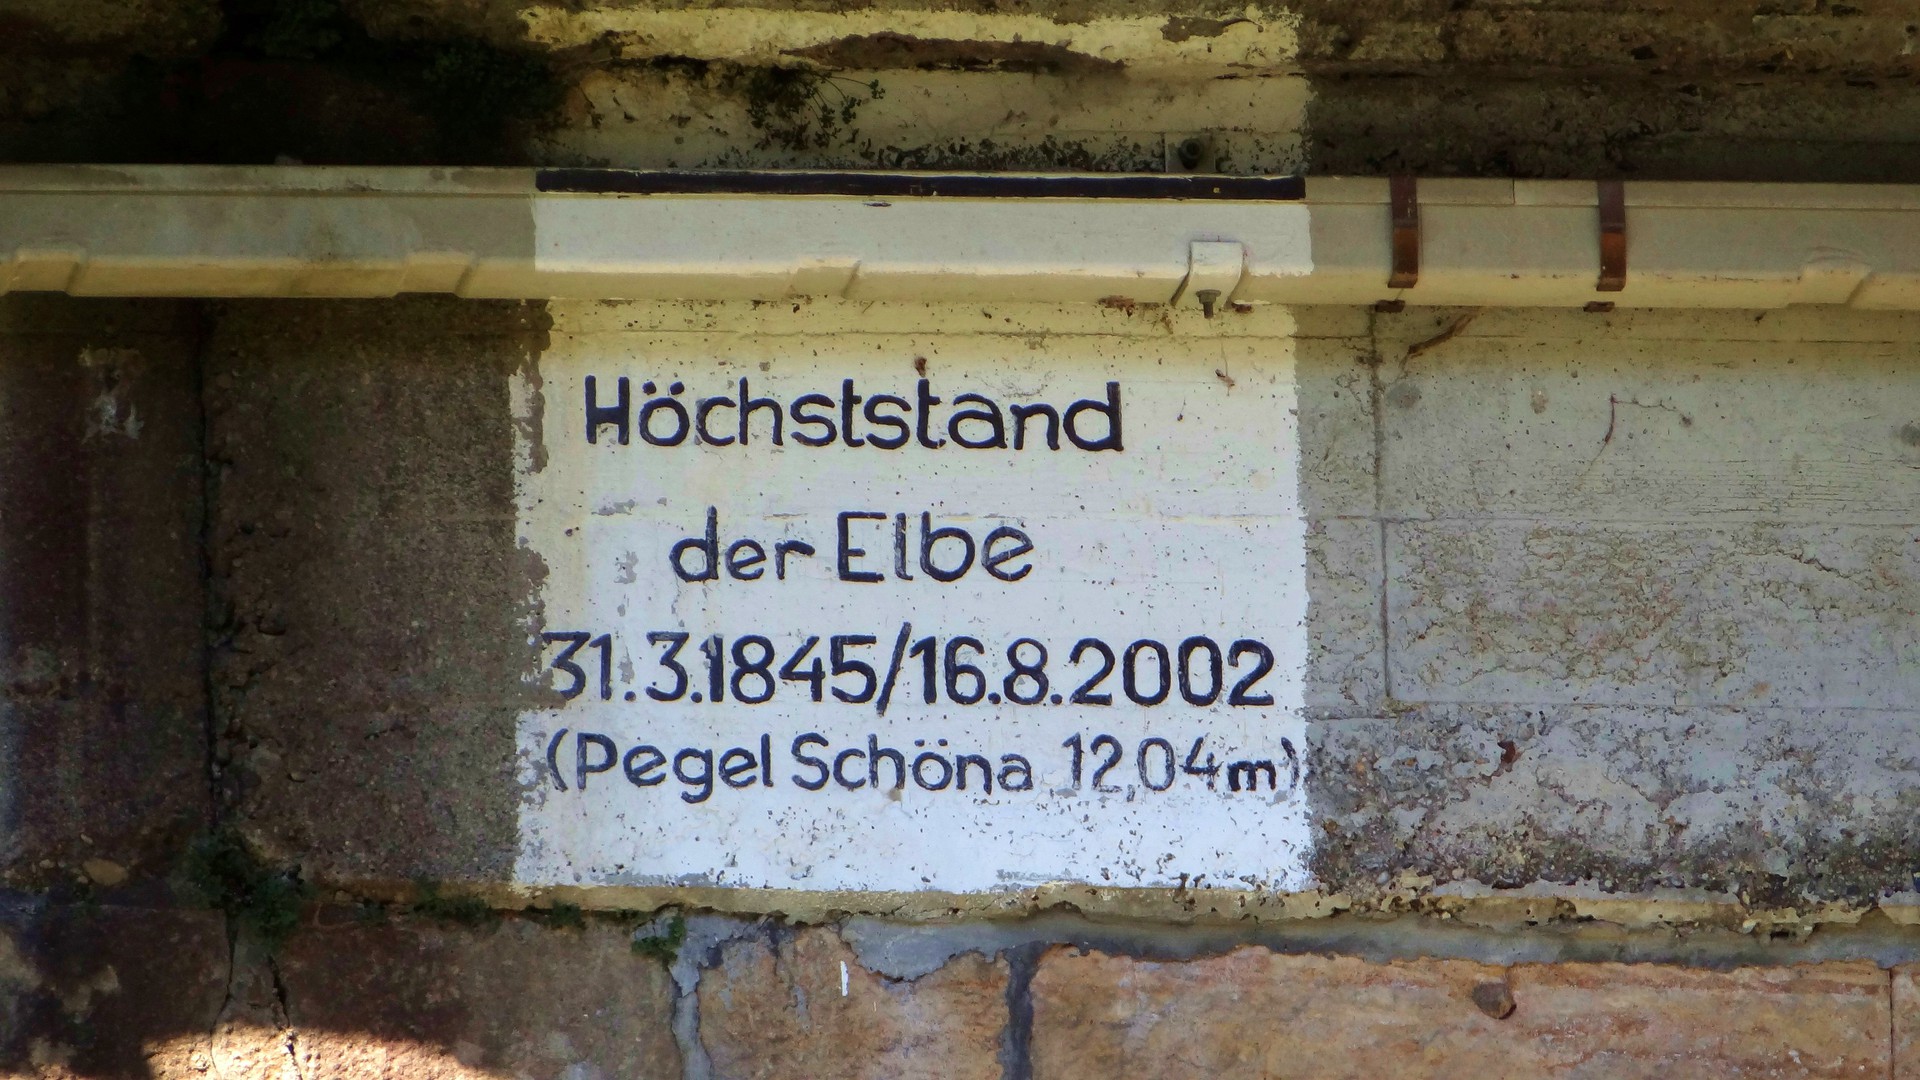 Höchststand
der Elbe
31.3.1845/16.8.2002
(Pegel Schöna 12,04m)